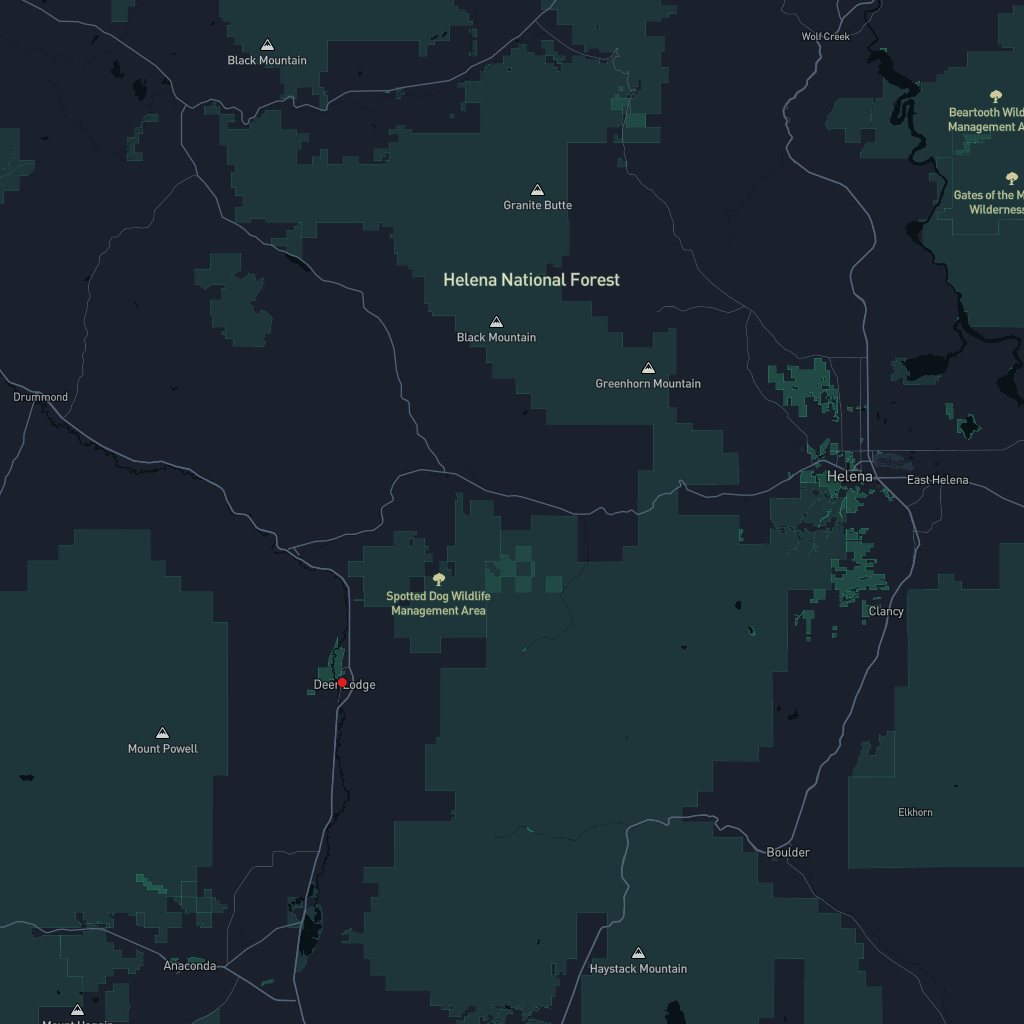 Wolf Creek
Black Mountain
Beartooth Wild
Management A
Gates of the M
Wilderness
Granite Butte
Helena National Forest
Black Mountain
Greenhorn Mountain
Drummond
Helena
East Helena
Spotted Dog Wildlife
Management Area
Clancy
Deer Lodge
Mount Powell
Elkhorn
Boulder
Anaconda
Haystack Mountain
Mount Haggin